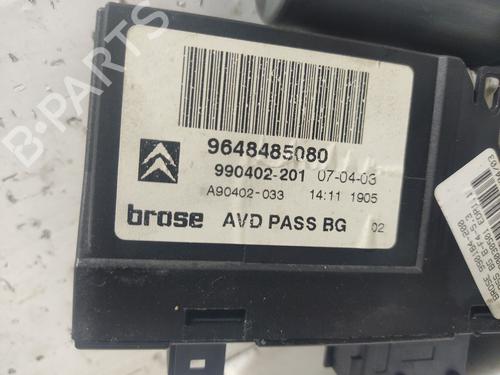 9648485080
990402-201 07-04-03
A90402-033 14:11 1905
brose AVD PASS BG 02
B-PARTS